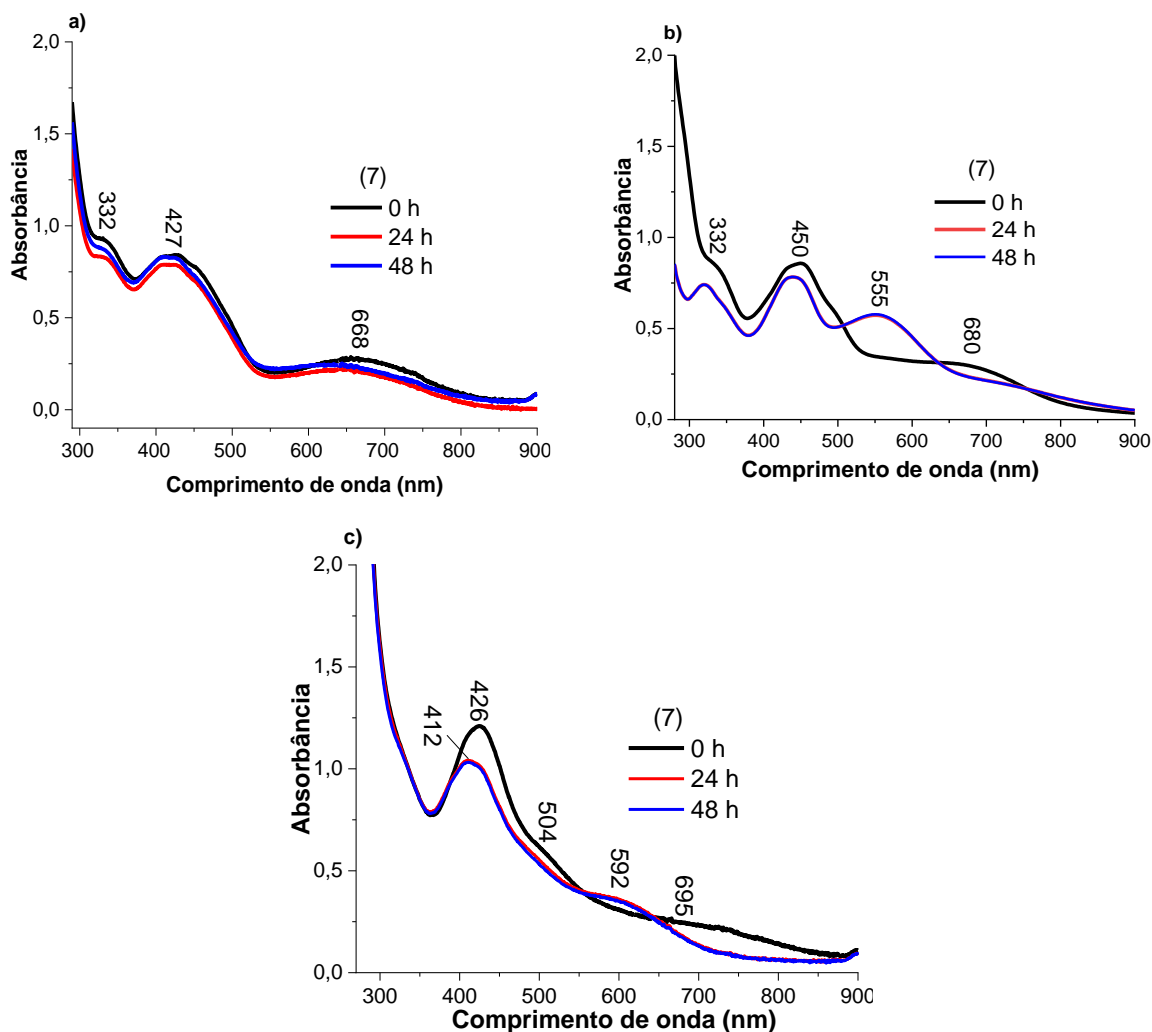 a)
2,0
1,5
1,0
0,5
0,0
Absorbância
332
427
668
(7)
0 h
24 h
48 h
300 400 500 600 700 800 900
Comprimento de onda (nm)
b)
2,0
1,5
1,0
0,5
0,0
Absorbância
332
450
555
680
(7)
0 h
24 h
48 h
300 400 500 600 700 800 900
Comprimento de onda (nm)
c)
2,0
1,5
1,0
0,5
0,0
Absorbância
412
426
504
592
695
(7)
0 h
24 h
48 h
300 400 500 600 700 800 900
Comprimento de onda (nm)